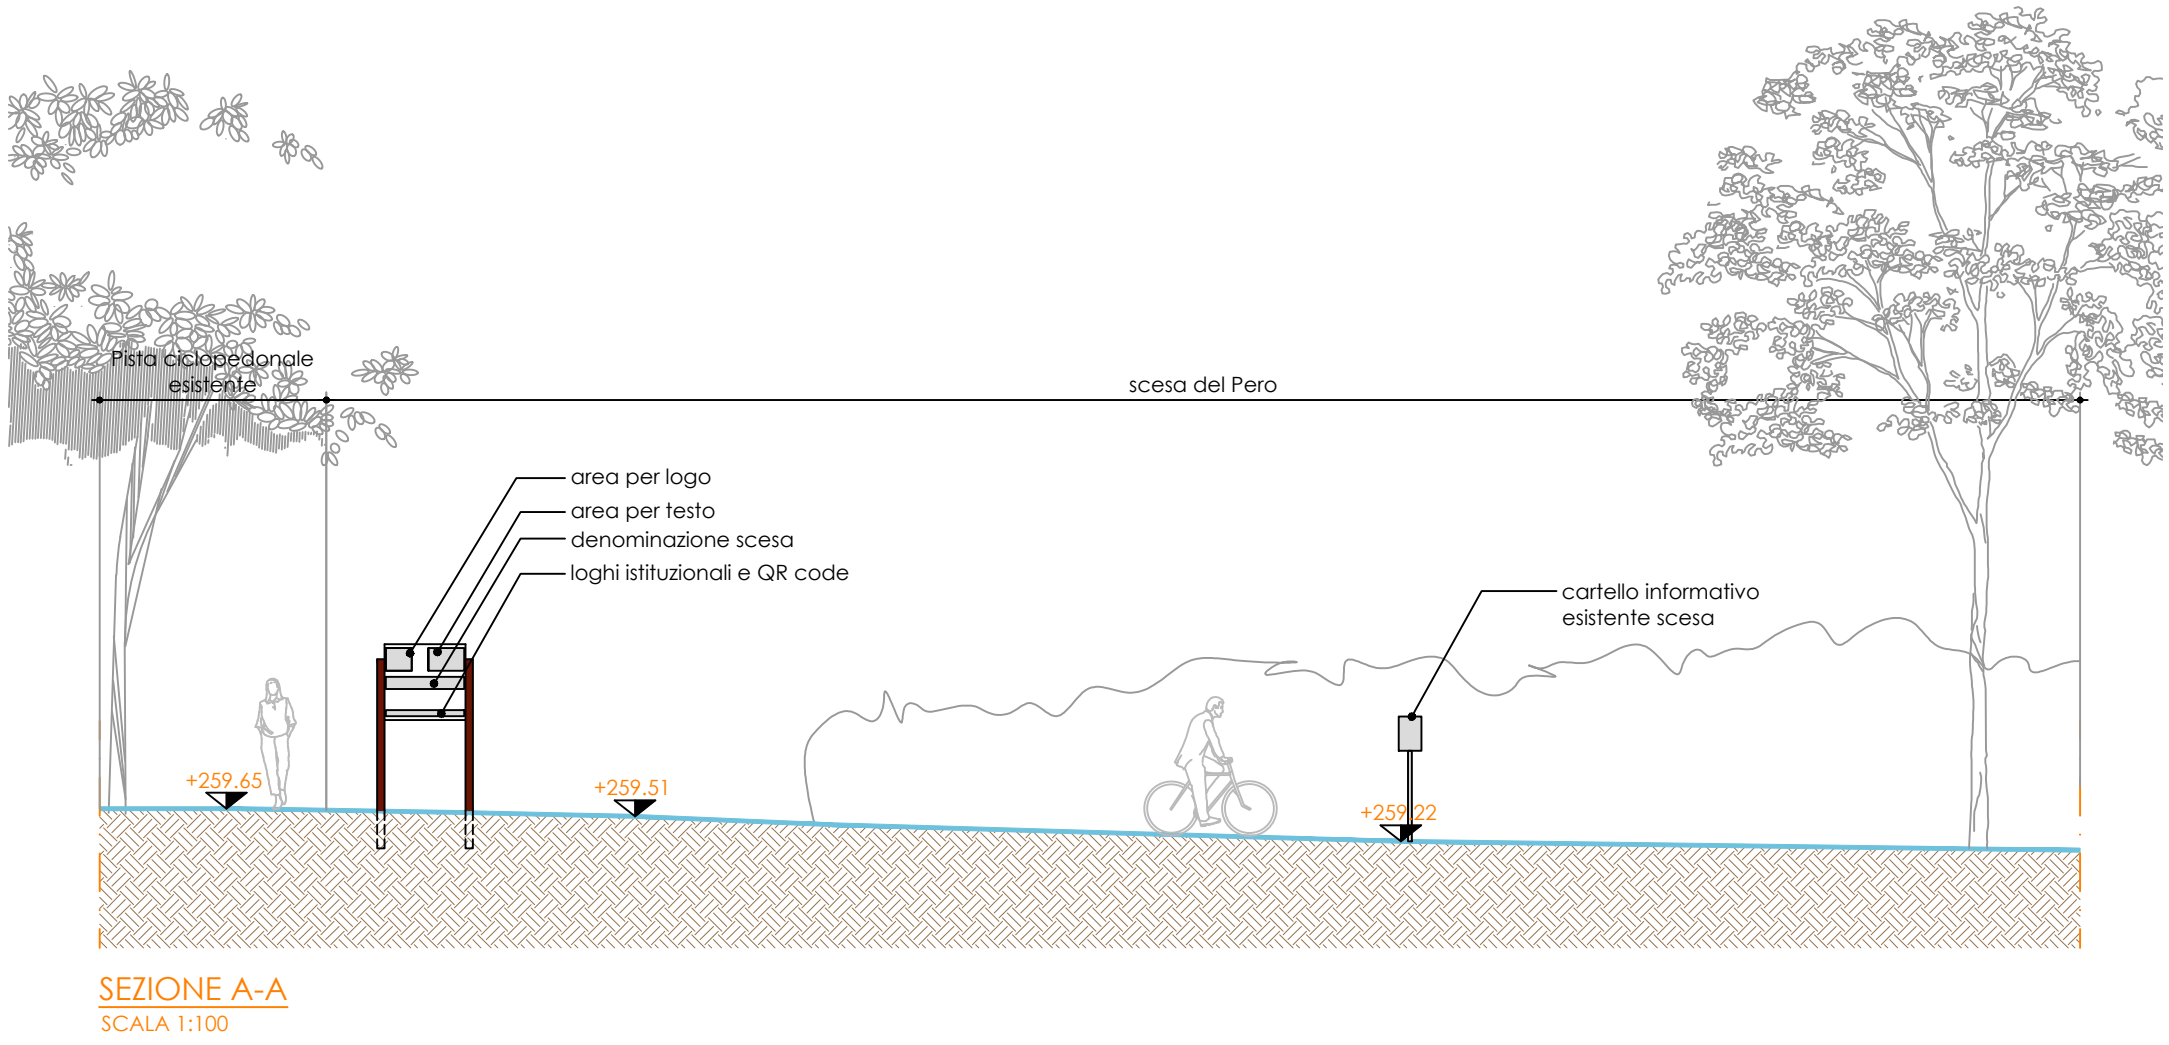 Pista ciclopedonale
esistente
scesa del Pero
area per logo
area per testo
denominazione scesa
loghi istituzionali e QR code
cartello informativo
esistente scesa
+259.65
+259.51
+259.22
SEZIONE A-A
SCALA 1:100